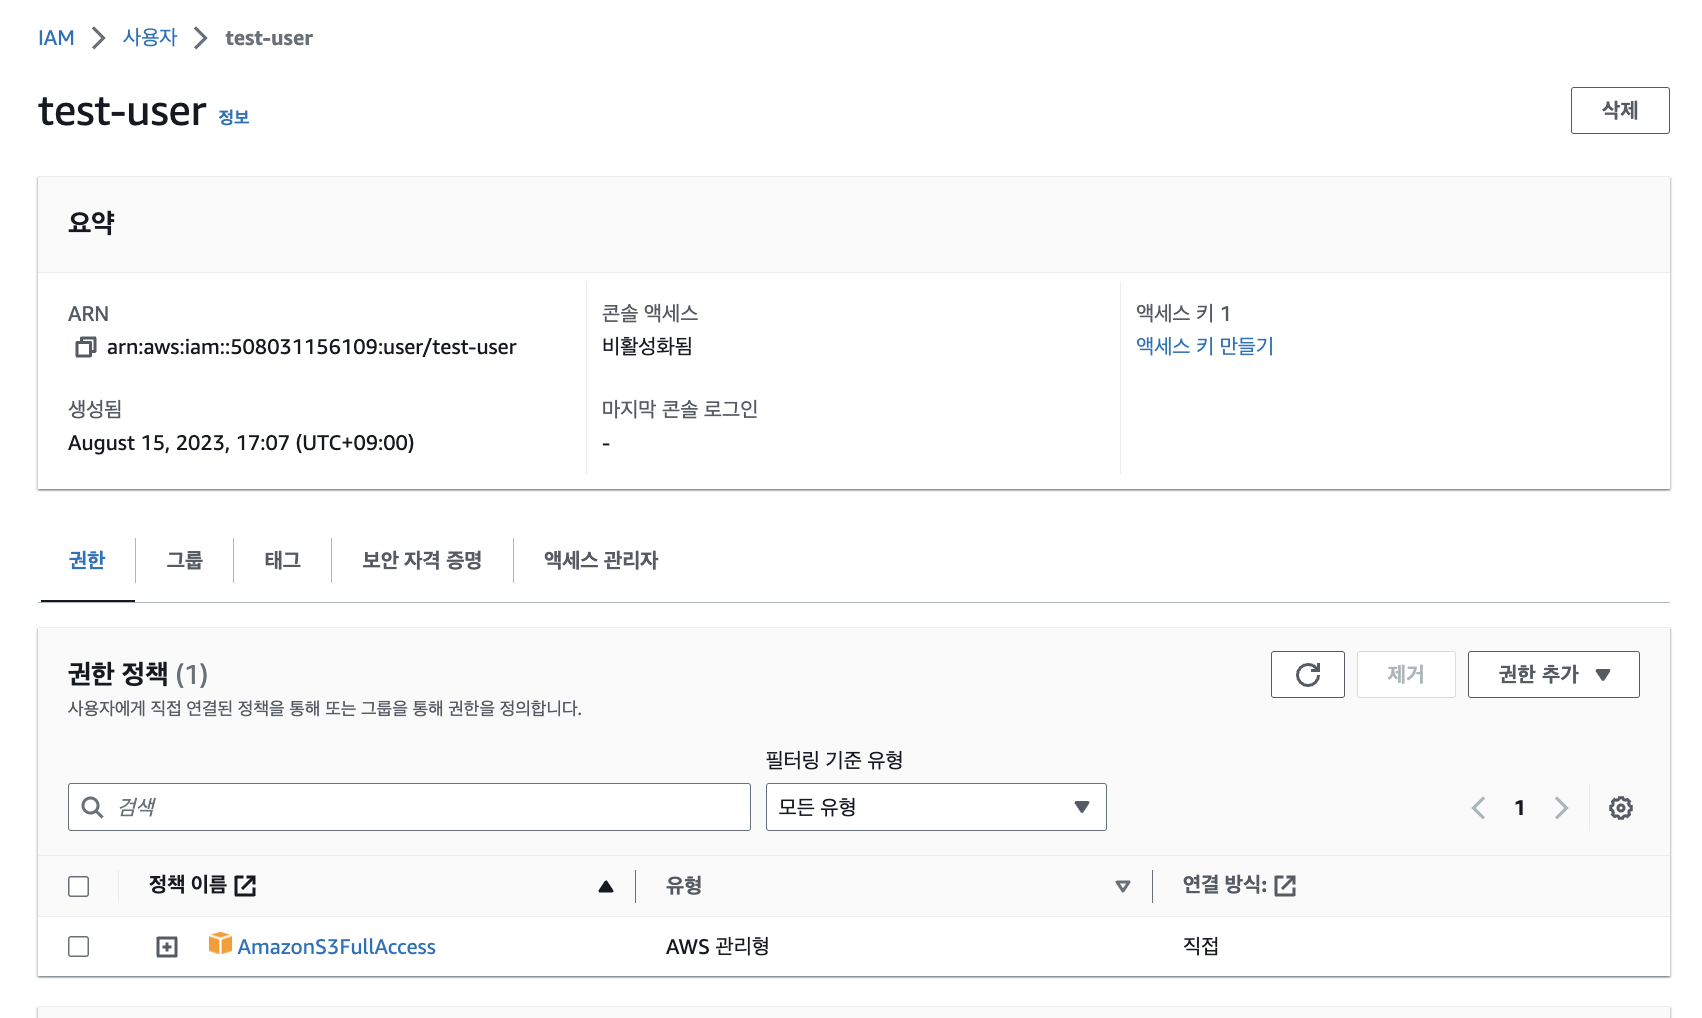 IAM > 사용자 > test-user
test-user 정보
삭제
요약
ARN
arn:aws:iam::508031156109:user/test-user
생성됨
August 15, 2023, 17:07 (UTC+09:00)
콘솔 액세스
비활성화됨
마지막 콘솔 로그인
-
액세스 키 1
액세스 키 만들기
권한 그룹 태그 보안 자격 증명 액세스 관리자
권한 정책 (1)
사용자에게 직접 연결된 정책을 통해 또는 그룹을 통해 권한을 정의합니다.
제거 권한 추가
필터링 기준 유형
검색 모든 유형 1
정책 이름 유형 연결 방식:
AmazonS3FullAccess AWS 관리형 직접